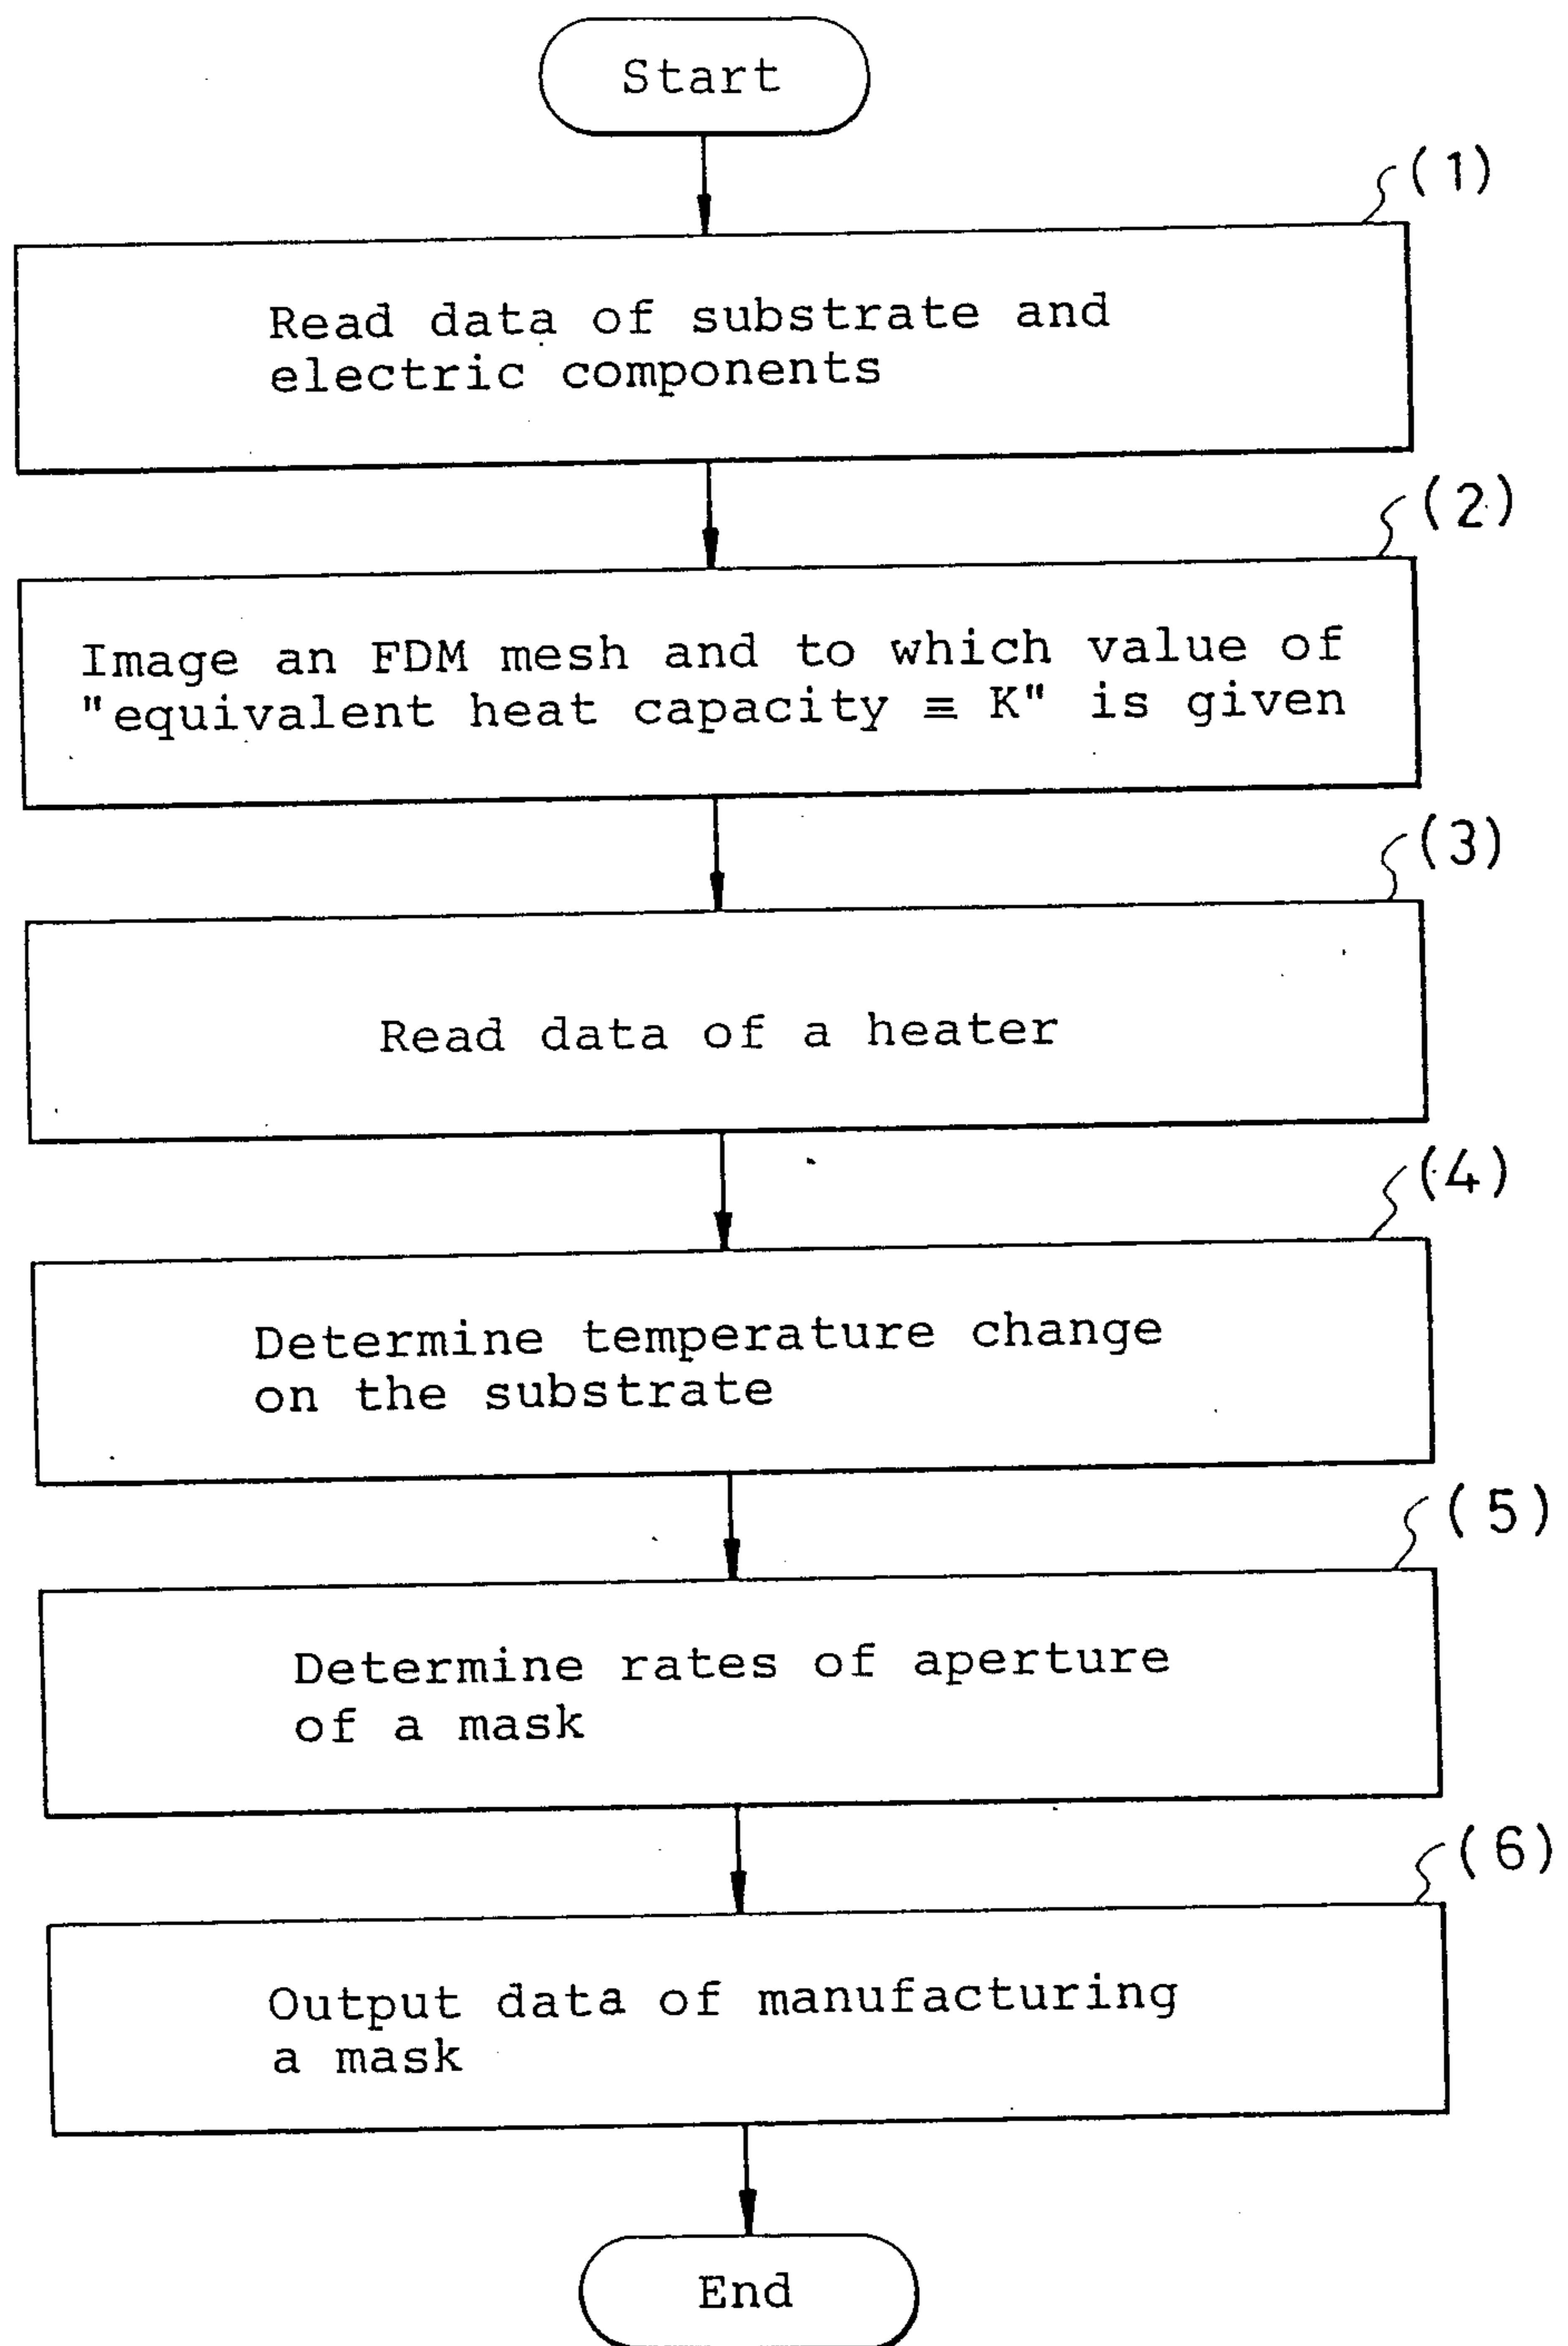 Start
(1)
Read data of substrate and
electric components
(2)
Image an FDM mesh and to which value of
"equivalent heat capacity ≡ K" is given
(3)
Read data of a heater
(4)
Determine temperature change
on the substrate
(5)
Determine rates of aperture
of a mask
(6)
Output data of manufacturing
a mask
End